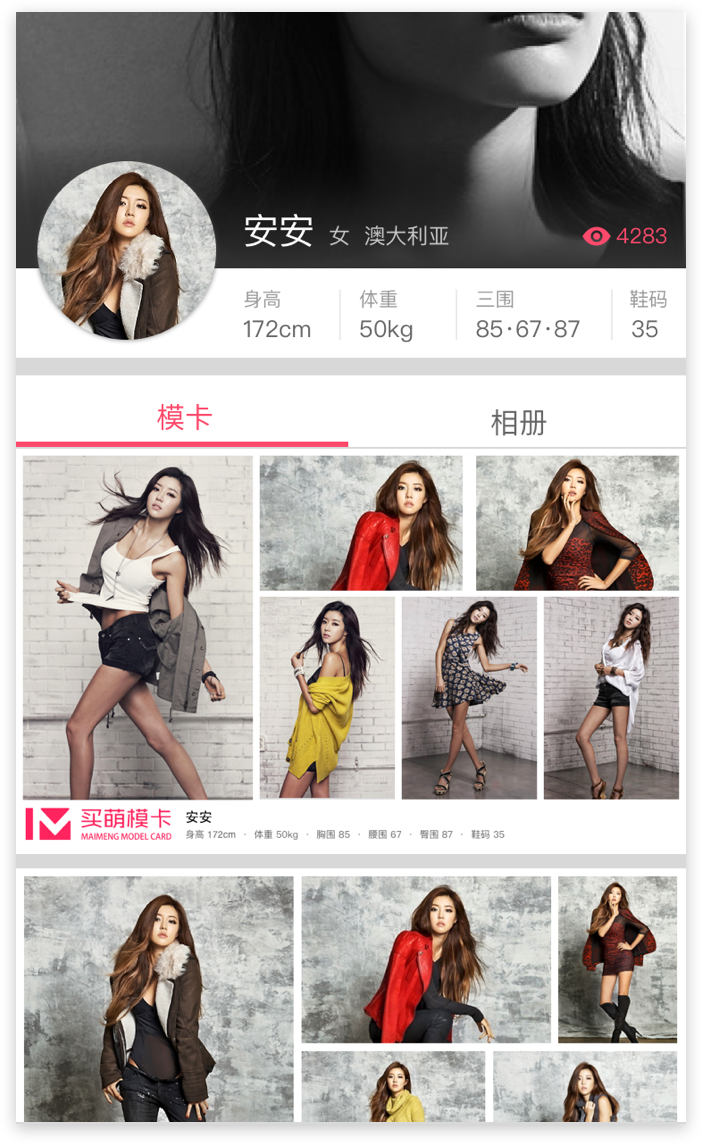 安安 女 澳大利亚 4283
身高 体重 三围 鞋码
172cm 50kg 85·67·87 35
模卡 相册
买萌模卡 安安
MAIMENG MODEL CARD 身高 172cm · 体重 50kg · 胸围 85 · 腰围 67 · 臀围 87 · 鞋码 35